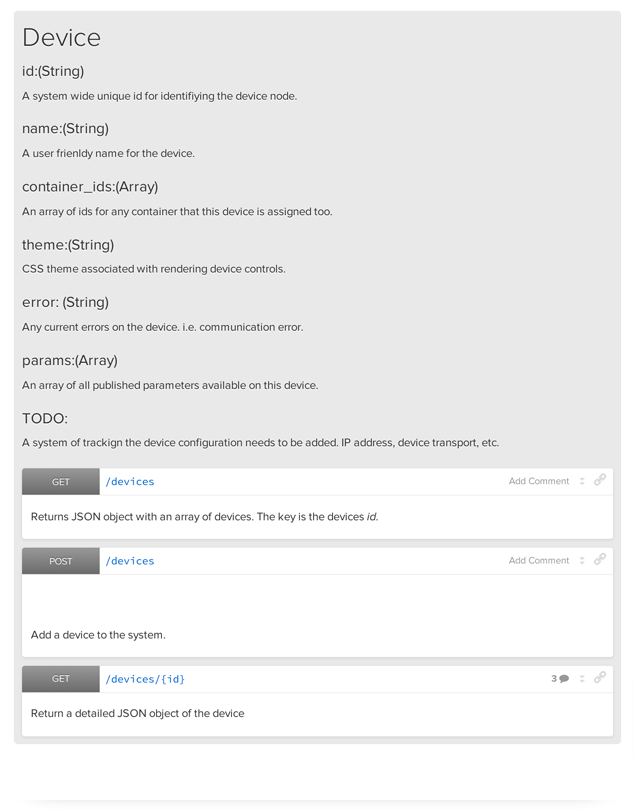 Device
id:(String)
A system wide unique id for identifiying the device node.
name:(String)
A user frienldy name for the device.
container_ids:(Array)
An array of ids for any container that this device is assigned too.
theme:(String)
CSS theme associated with rendering device controls.
error: (String)
Any current errors on the device. i.e. communication error.
params:(Array)
An array of all published parameters available on this device.
TODO:
A system of trackign the device configuration needs to be added. IP address, device transport, etc.
GET /devices Add Comment
Returns JSON object with an array of devices. The key is the devices id.
POST /devices Add Comment
Add a device to the system.
GET /devices/{id} 3
Return a detailed JSON object of the device